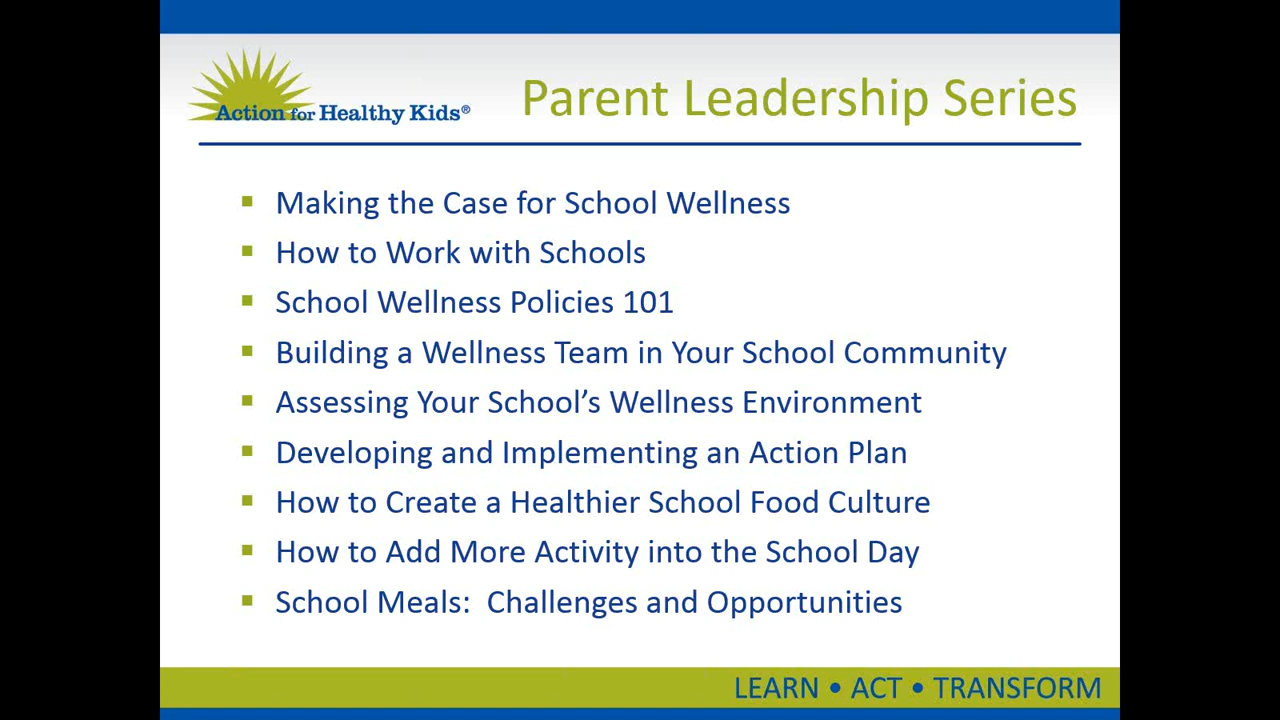 Action for Healthy Kids®
Parent Leadership Series
Making the Case for School Wellness
How to Work with Schools
School Wellness Policies 101
Building a Wellness Team in Your School Community
Assessing Your School’s Wellness Environment
Developing and Implementing an Action Plan
How to Create a Healthier School Food Culture
How to Add More Activity into the School Day
School Meals:  Challenges and Opportunities
LEARN • ACT • TRANSFORM